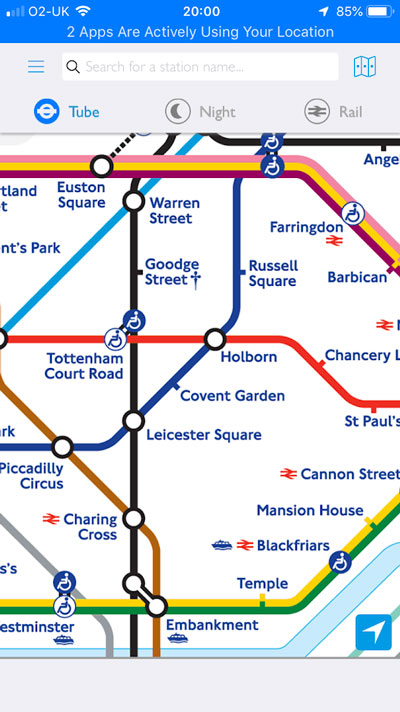 O2-UK 20:00 85%
2 Apps Are Actively Using Your Location
Search for a station name...
Tube Night Rail
Ange
Euston
Square
rtland
et
Warren
Street
Farringdon
nt's Park
Goodge
Street†
Russell
Square
Barbican
N
Tottenham
Court Road
Holborn
Chancery L
Covent Garden
St Paul's
ark
Leicester Square
Piccadilly
Circus
Cannon Street
Mansion House
Charing
Cross
Blackfriars
s's
Temple
estminster
Embankment